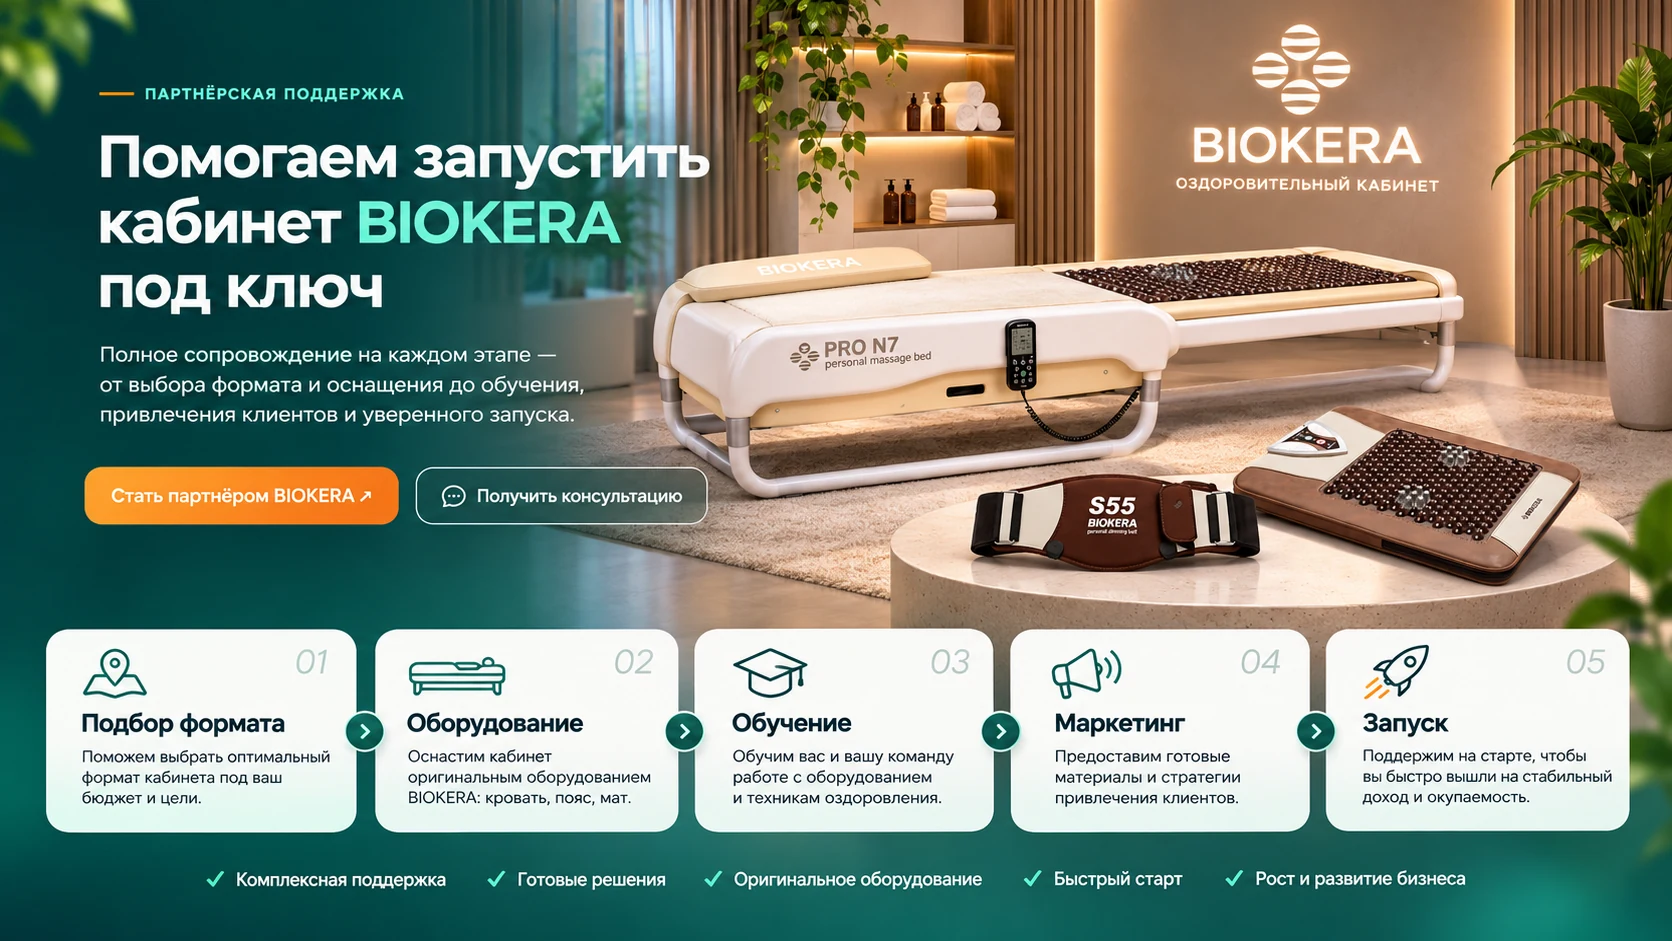 ПАРТНЁРСКАЯ ПОДДЕРЖКА
Помогаем запустить
кабинет BIOKERA
под ключ
Полное сопровождение на каждом этапе —
от выбора формата и оснащения до обучения,
привлечения клиентов и уверенного запуска.
Стать партнёром BIOKERA ↗
Получить консультацию
BIOKERA
ОЗДОРОВИТЕЛЬНЫЙ КАБИНЕТ
BIOKERA
PRO N7
personal massage bed
S55
BIOKERA
personal slimming belt
BIOKERA
01
Подбор формата
Поможем выбрать оптимальный
формат кабинета под ваш
бюджет и цели.
02
Оборудование
Оснастим кабинет
оригинальным оборудованием
BIOKERA: кровать, пояс, мат.
03
Обучение
Обучим вас и вашу команду
работе с оборудованием
и техникам оздоровления.
04
Маркетинг
Предоставим готовые
материалы и стратегии
привлечения клиентов.
05
Запуск
Поддержим на старте, чтобы
вы быстро вышли на стабильный
доход и окупаемость.
Комплексная поддержка
Готовые решения
Оригинальное оборудование
Быстрый старт
Рост и развитие бизнеса